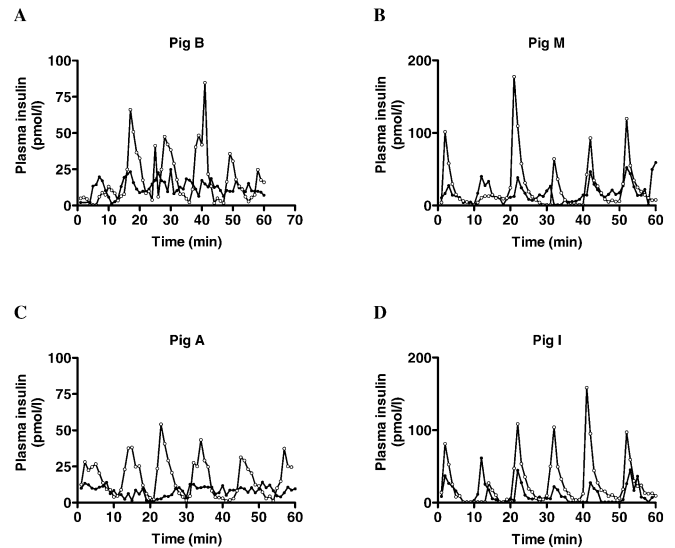 A
Pig B
Plasma insulin
(pmol/l)
100
75
50
25
0
0 10 20 30 40 50 60 70
Time (min)
B
Pig M
Plasma insulin
(pmol/l)
200
100
0
0 10 20 30 40 50 60
Time (min)
C
Pig A
Plasma insulin
(pmol/l)
100
75
50
25
0
0 10 20 30 40 50 60
Time (min)
D
Pig I
Plasma insulin
(pmol/l)
200
100
0
0 10 20 30 40 50 60
Time (min)